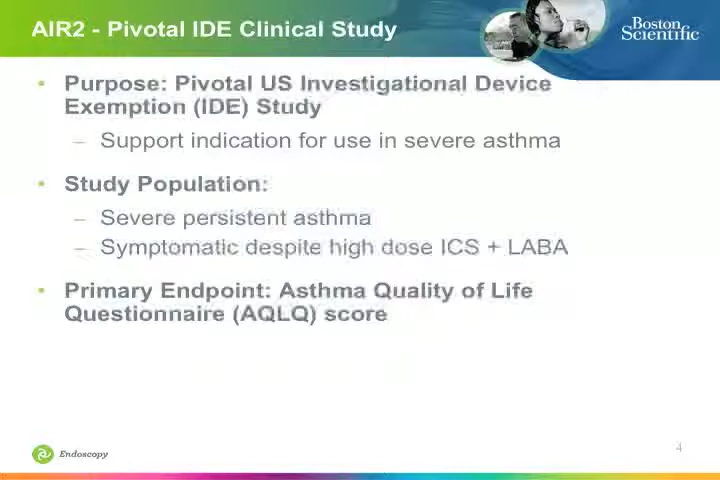 AIR2 - Pivotal IDE Clinical Study
Boston
Scientific
• Purpose: Pivotal US Investigational Device
Exemption (IDE) Study
– Support indication for use in severe asthma
• Study Population:
– Severe persistent asthma
– Symptomatic despite high dose ICS + LABA
• Primary Endpoint: Asthma Quality of Life
Questionnaire (AQLQ) score
Endoscopy
4